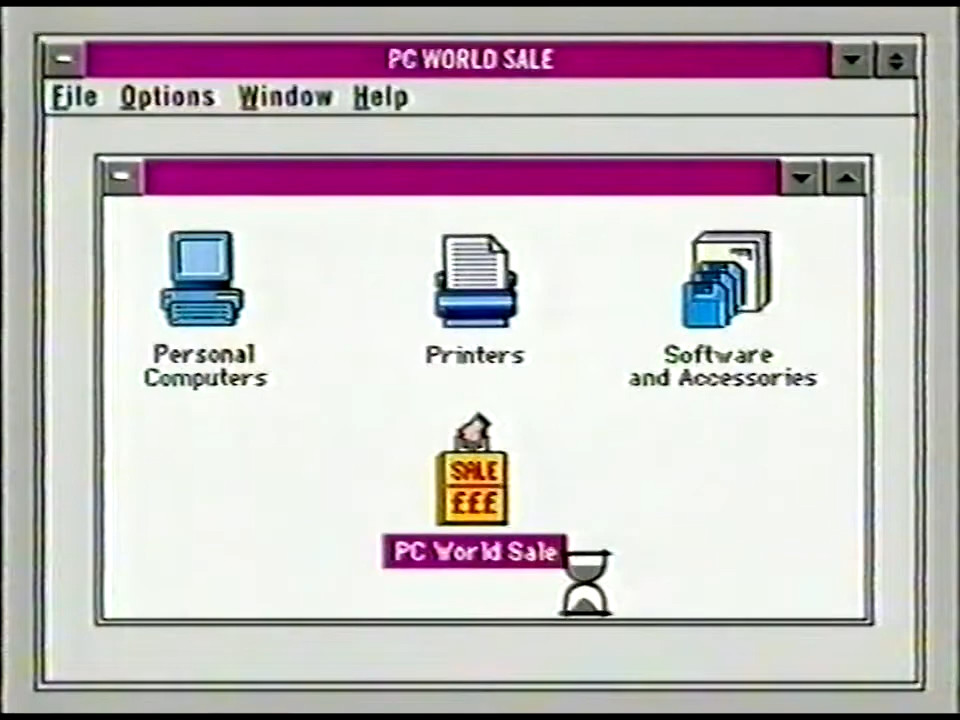 PC WORLD SALE
File Options Window Help
Personal
Computers
Printers
Software
and Accessories
SALE
£££
PC World Sale